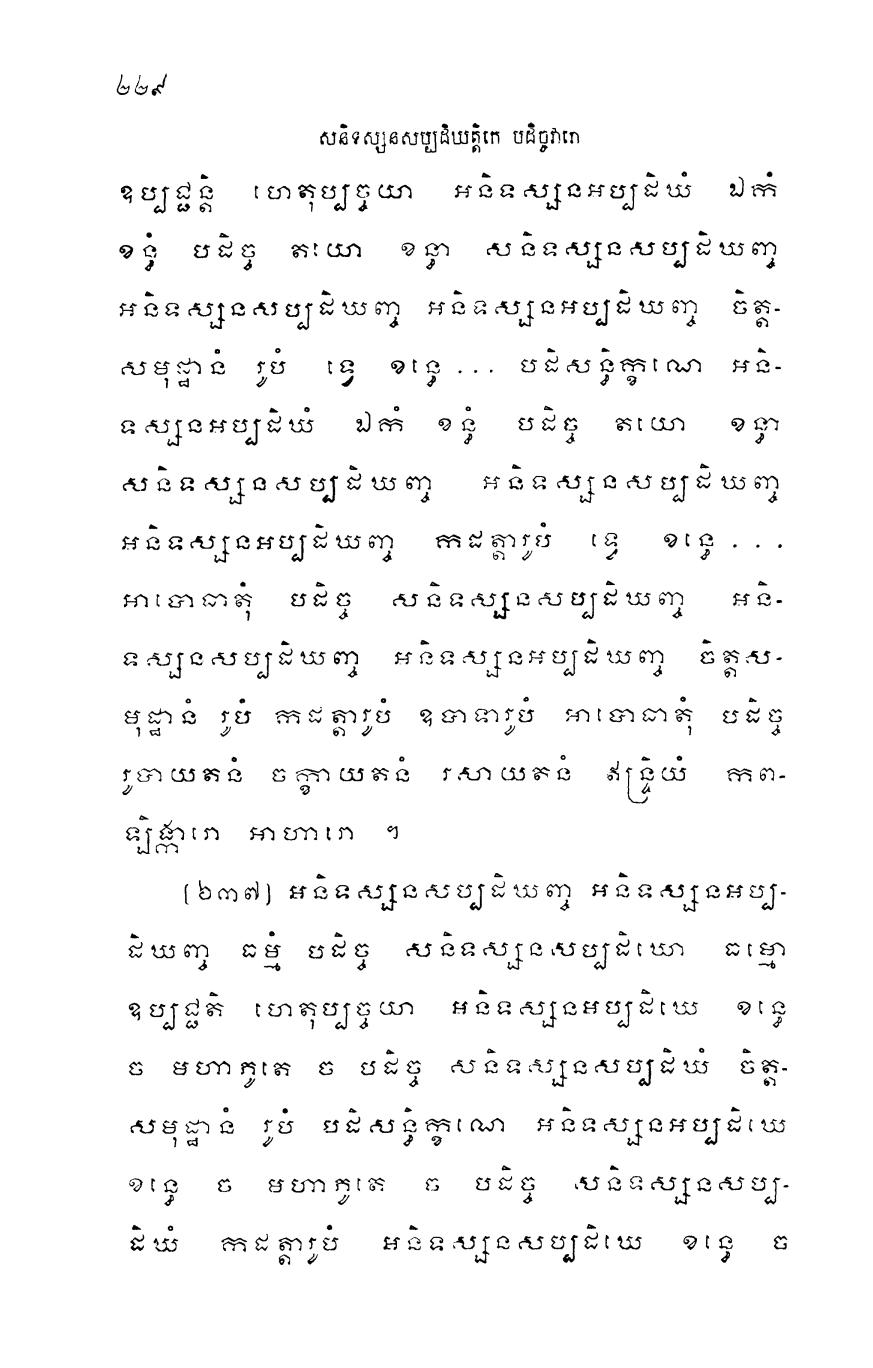 ២២៩
សនិទស្សនសប្បដិឃត្តិកេ បដិច្ចវារោ
ឧប្បជ្ជន្តិ ហេតុប្បច្ចយា អនិទស្សនអប្បដិឃំ ឯកំ
ខន្ធំ បដិច្ច តយោ ខន្ធា សនិទស្សនសប្បដិឃញ្ច
អនិទស្សនសប្បដិឃញ្ច អនិទស្សនអប្បដិឃញ្ច ចិត្ត-
សមុដ្ឋានំ រូបំ ទ្វេ ខន្ធេ ... បដិសន្ធិក្ខណេ អនិ-
ទស្សនអប្បដិឃំ ឯកំ ខន្ធំ បដិច្ច តយោ ខន្ធា
សនិទស្សនសប្បដិឃញ្ច អនិទស្សនសប្បដិឃញ្ច
អនិទស្សនអប្បដិឃញ្ច កដត្តារូបំ ទ្វេ ខន្ធេ ...
អាបោធាតុំ បដិច្ច សនិទស្សនសប្បដិឃញ្ច អនិ-
ទស្សនសប្បដិឃញ្ច អនិទស្សនអប្បដិឃញ្ច ចិត្តស-
មុដ្ឋានំ រូបំ កដត្តារូបំ ឧបាទារូបំ អាបោធាតុំ បដិច្ច
រូបាយតនំ ចក្ខាយតនំ រសាយតនំ ឥន្ទ្រិយំ កព-
ឡិង្ការោ អាហារោ ។
[២៣៧] អនិទស្សនសប្បដិឃញ្ច អនិទស្សនអប្ប-
ដិឃញ្ច ធម្មំ បដិច្ច សនិទស្សនសប្បដិឃោ ធម្មោ
ឧប្បជ្ជតិ ហេតុប្បច្ចយា អនិទស្សនអប្បដិឃេ ខន្ធេ
ច មហាភូតេ ច បដិច្ច សនិទស្សនសប្បដិឃំ ចិត្ត-
សមុដ្ឋានំ រូបំ បដិសន្ធិក្ខណេ អនិទស្សនអប្បដិឃេ
ខន្ធេ ច មហាភូតេ ច បដិច្ច សនិទស្សនសប្ប-
ដិឃំ កដត្តារូបំ អនិទស្សនសប្បដិឃេ ខន្ធេ ច